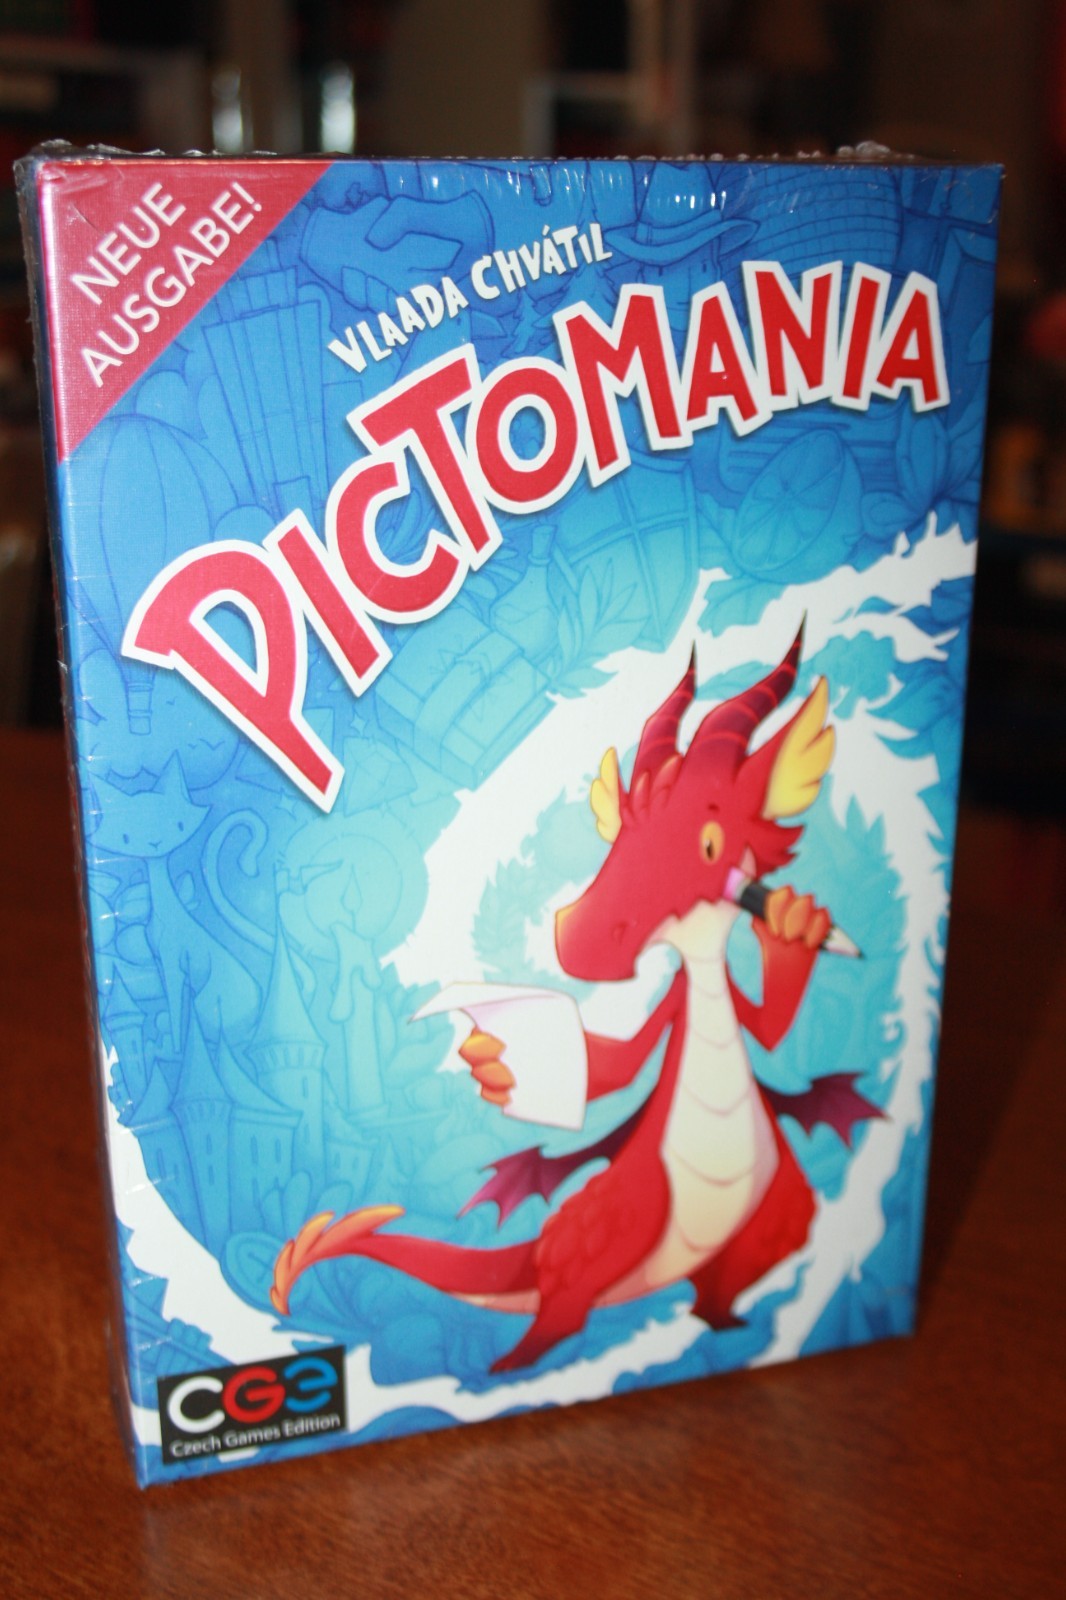 NEUE
AUSGABE!
VLAADA CHVÁTIL
PICTOMANIA
CGE
Czech Games Edition